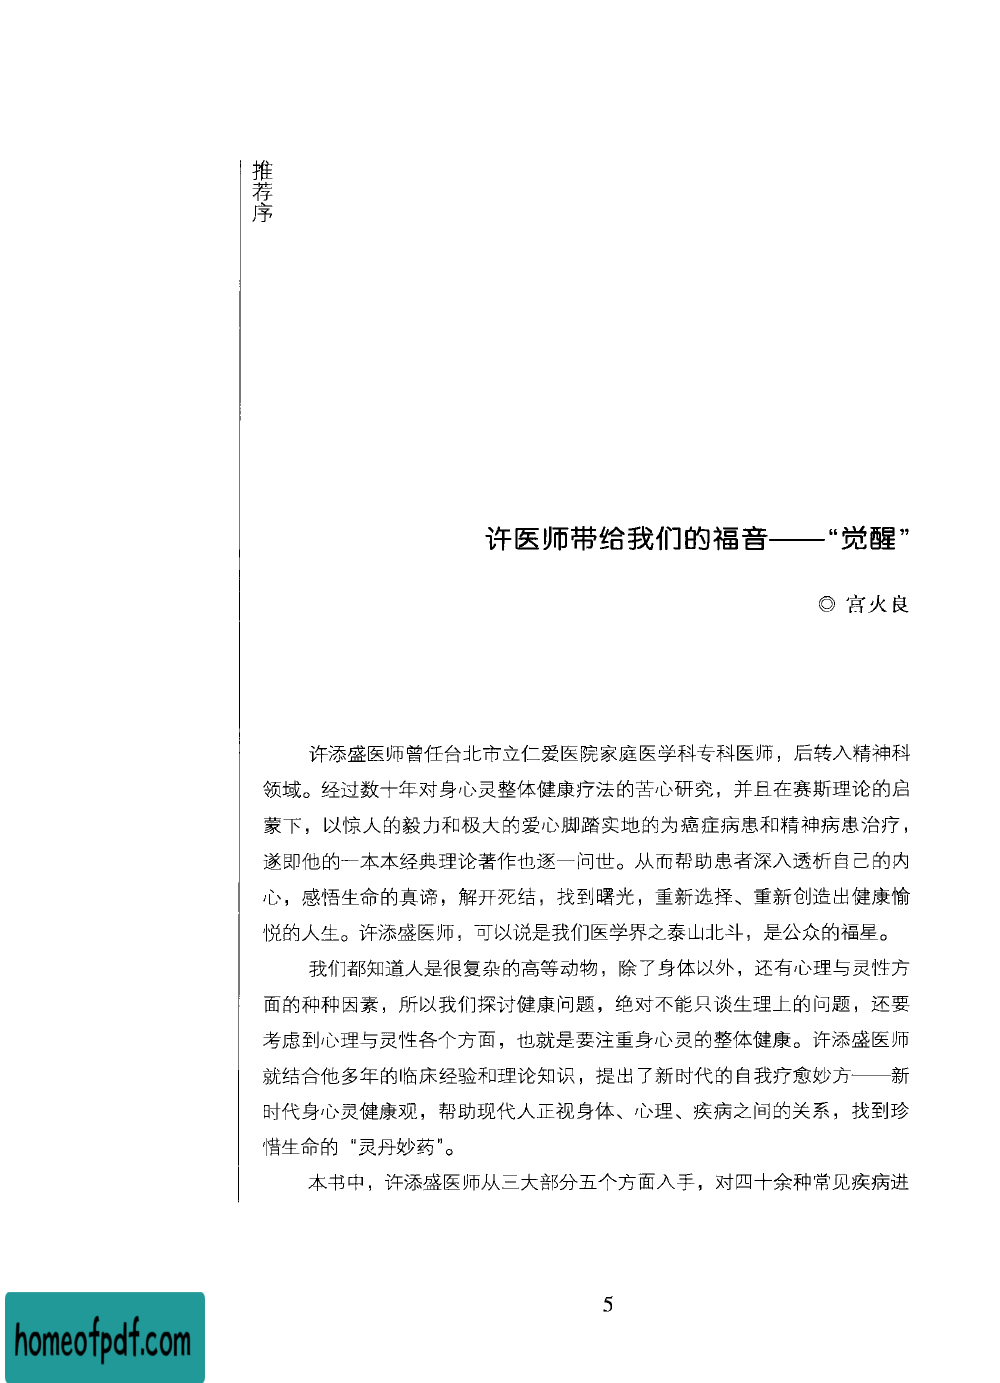 推荐序
许医师带给我们的福音——“觉醒”
◎ 宫火良
许添盛医师曾任台北市立仁爱医院家庭医学科专科医师，后转入精神科
领域。经过数十年对身心灵整体健康疗法的苦心研究，并且在赛斯理论的启
蒙下，以惊人的毅力和极大的爱心脚踏实地的为癌症病患和精神病患治疗，
遂即他的一本本经典理论著作也逐一问世。从而帮助患者深入透析自己的内
心，感悟生命的真谛，解开死结，找到曙光，重新选择、重新创造出健康愉
悦的人生。许添盛医师，可以说是我们医学界之泰山北斗，是公众的福星。
我们都知道人是很复杂的高等动物，除了身体以外，还有心理与灵性方
面的种种因素，所以我们探讨健康问题，绝对不能只谈生理上的问题，还要
考虑到心理与灵性各个方面，也就是要注重身心灵的整体健康。许添盛医师
就结合他多年的临床经验和理论知识，提出了新时代的自我疗愈妙方——新
时代身心灵健康观，帮助现代人正视身体、心理、疾病之间的关系，找到珍
惜生命的“灵丹妙药”。
本书中，许添盛医师从三大部分五个方面入手，对四十余种常见疾病进
5
homeofpdf.com